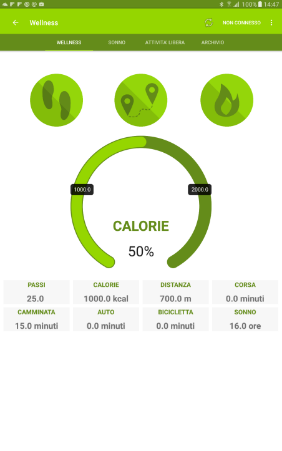 100% 14:47
Wellness
NON CONNESSO
WELLNESS SONNO ATTIVITÀ LIBERA ARCHIVIO
1000.0 2000.0
CALORIE
50%
PASSI CALORIE DISTANZA CORSA
25.0 1000.0 kcal 700.0 m 0.0 minuti
CAMMINATA AUTO BICICLETTA SONNO
15.0 minuti 0.0 minuti 0.0 minuti 16.0 ore